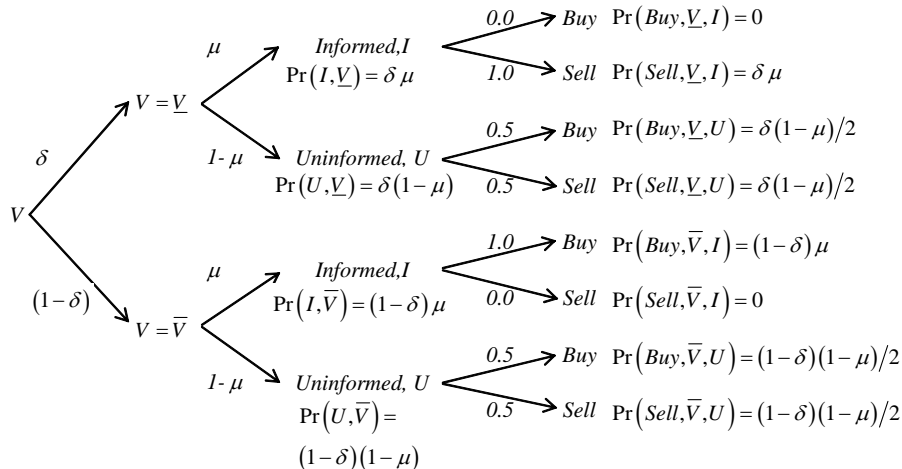 0.0 Buy Pr(Buy,V̲,I) = 0
μ Informed,I
Pr(I,V̲) = δ μ
1.0 Sell Pr(Sell,V̲,I) = δ μ
V = V̲
0.5 Buy Pr(Buy,V̲,U) = δ(1−μ)/2
δ 1- μ Uninformed, U
Pr(U,V̲) = δ(1−μ)
0.5 Sell Pr(Sell,V̲,U) = δ(1−μ)/2
V
1.0 Buy Pr(Buy,V̅,I) = (1−δ)μ
μ Informed,I
(1−δ) Pr(I,V̅) = (1−δ)μ
0.0 Sell Pr(Sell,V̅,I) = 0
V = V̅
0.5 Buy Pr(Buy,V̅,U) = (1−δ)(1−μ)/2
1- μ Uninformed, U
0.5 Sell Pr(Sell,V̅,U) = (1−δ)(1−μ)/2
Pr(U,V̅) =
(1−δ)(1−μ)